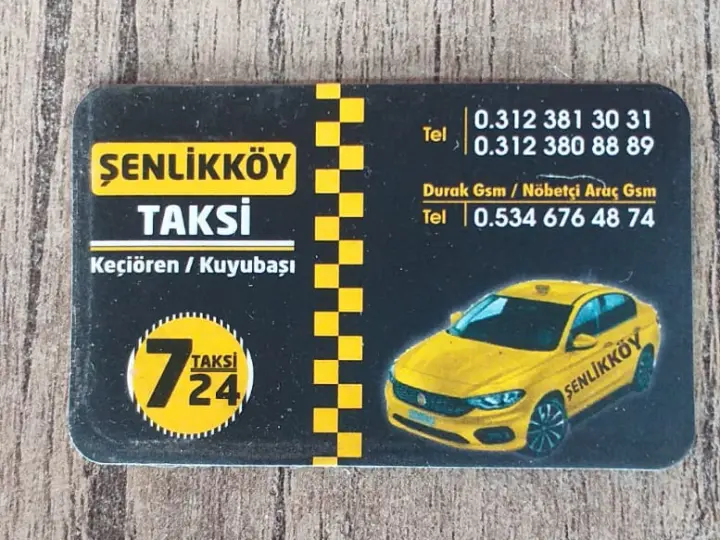 ŞENLİKKÖY
TAKSİ
Keçiören / Kuyubaşı
7 TAKSİ
24
Tel 0.312 381 30 31
0.312 380 88 89
Durak Gsm / Nöbetçi Araç Gsm
Tel 0.534 676 48 74
ŞENLİKKÖY